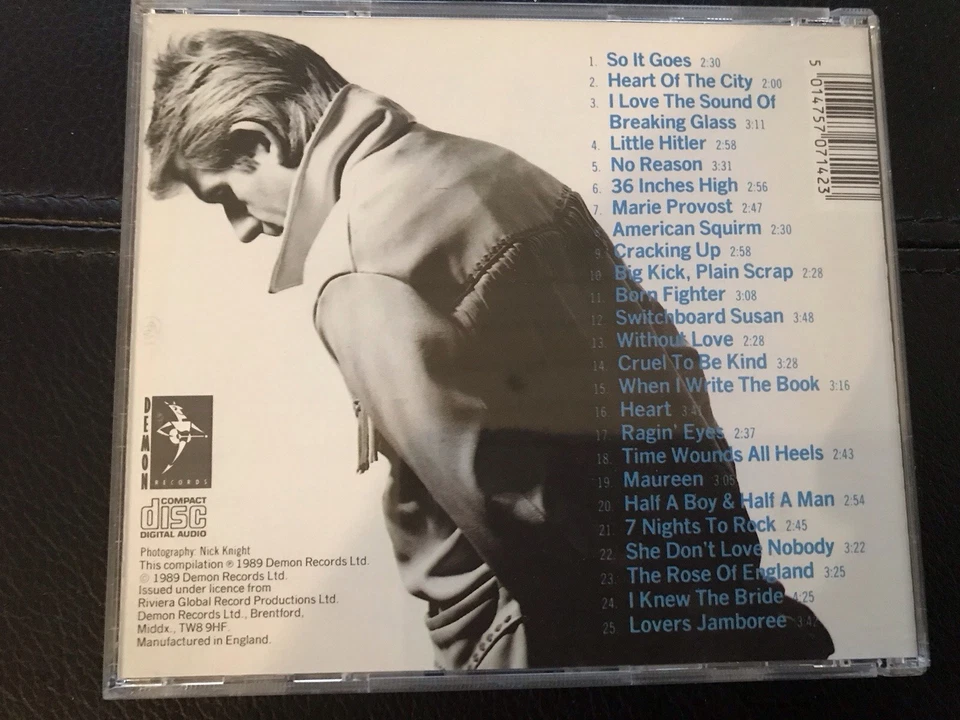 1. So It Goes 2:30
2. Heart Of The City 2:00
3. I Love The Sound Of
Breaking Glass 3:11
4. Little Hitler 2:58
5. No Reason 3:31
6. 36 Inches High 2:56
7. Marie Provost 2:47
American Squirm 2:30
9. Cracking Up 2:58
10. Big Kick, Plain Scrap 2:28
11. Born Fighter 3:08
12. Switchboard Susan 3:48
13. Without Love 2:28
14. Cruel To Be Kind 3:28
15. When I Write The Book 3:16
16. Heart
17. Ragin' Eyes 2:37
18. Time Wounds All Heels 2:43
19. Maureen 3:05
20. Half A Boy & Half A Man 2:54
21. 7 Nights To Rock 2:45
22. She Don't Love Nobody 3:22
23. The Rose Of England 3:25
24. I Knew The Bride 4:25
25. Lovers Jamboree 3:42
5 014757 071423
DEMON
RECORDS
COMPACT
disc
DIGITAL AUDIO
Photography: Nick Knight
This compilation ℗ 1989 Demon Records Ltd.
© 1989 Demon Records Ltd.
Issued under licence from
Riviera Global Record Productions Ltd.
Demon Records Ltd., Brentford,
Middx., TW8 9HF.
Manufactured in England.